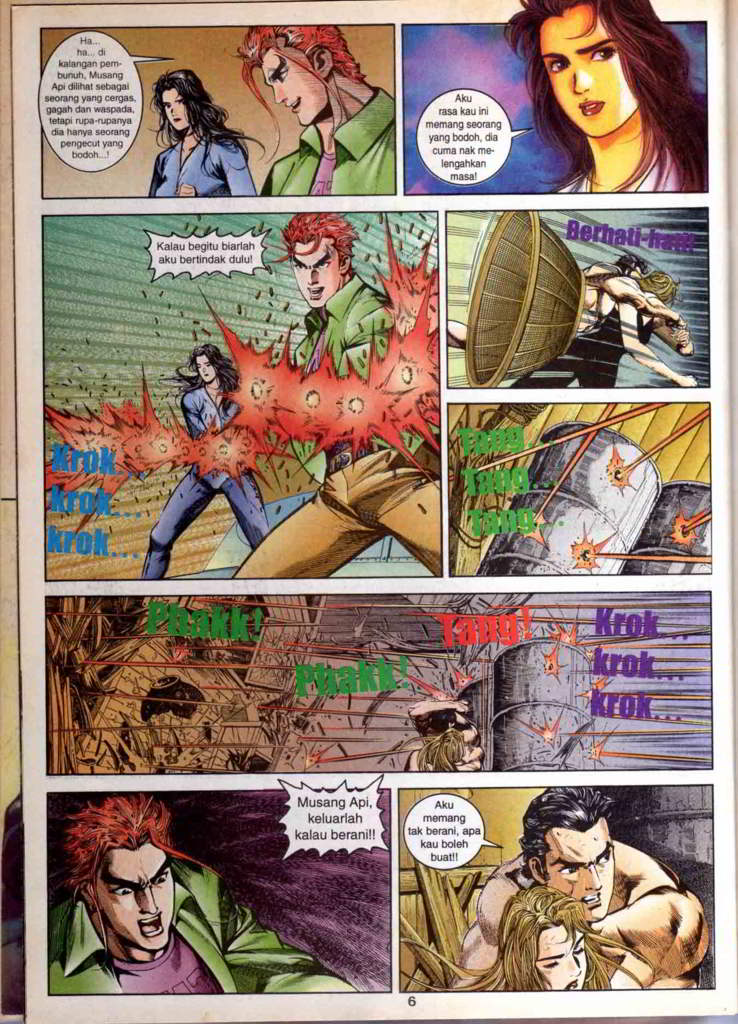 Ha...
ha... di
kalangan pem-
bunuh, Musang
Api dilihat sebagai
seorang yang cergas,
gagah dan waspada,
tetapi rupa-rupanya
dia hanya seorang
pengecut yang
bodoh...!
Aku
rasa kau ini
memang seorang
yang bodoh, dia
cuma nak me-
lengahkan
masa!
Kalau begitu biarlah
aku bertindak dulu!
Krok...
krok...
krok...
Berhati-hati!
Tang...
Tang...
Tang...
Phakk!
Phakk!
Tang!
Krok...
krok...
krok...
Musang Api,
keluarlah
kalau berani!!
Aku
memang
tak berani, apa
kau boleh
buat!!
6